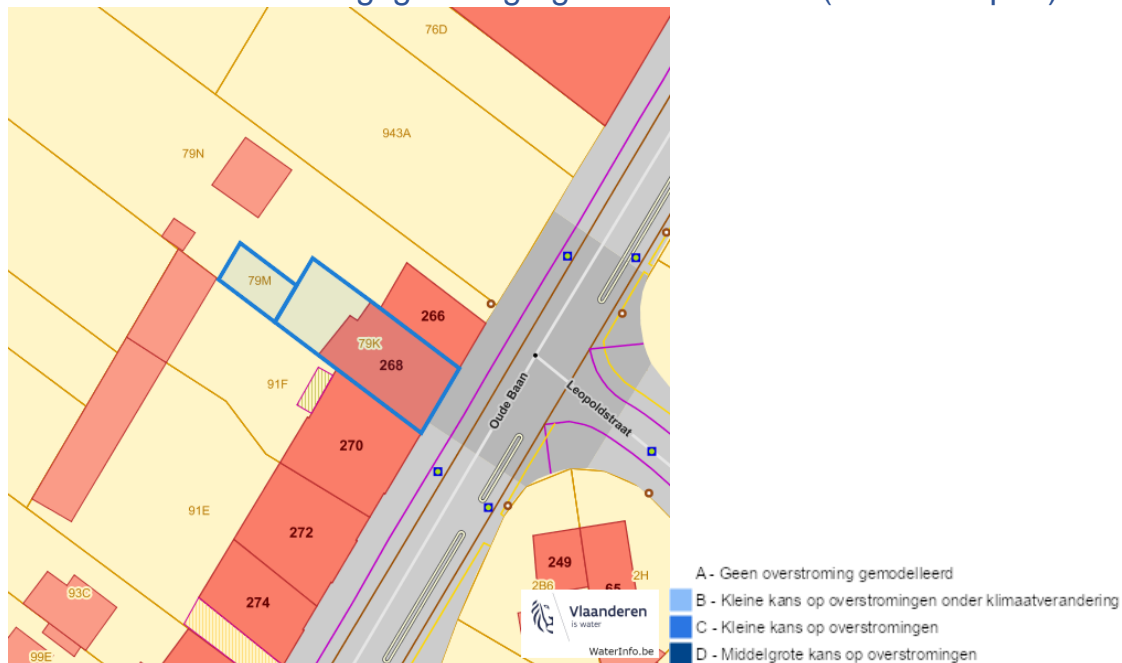 76D
943A
79N
79M
266
79K
268
91F
Oude Baan
Leopoldstraat
270
91E
272
249
2H
2B6
65
93C
274
99E
Vlaanderen
is water
WaterInfo.be
A - Geen overstroming gemodelleerd
B - Kleine kans op overstromingen onder klimaatverandering
C - Kleine kans op overstromingen
D - Middelgrote kans op overstromingen